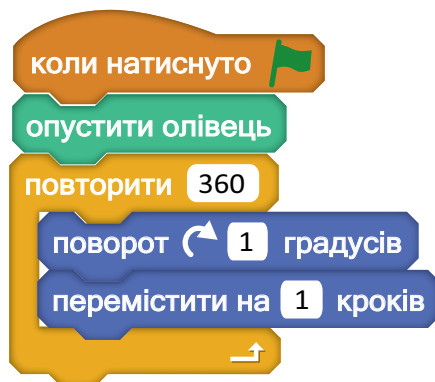 коли натиснуто
опустити олівець
повторити 360
поворот 1 градусів
перемістити на 1 кроків